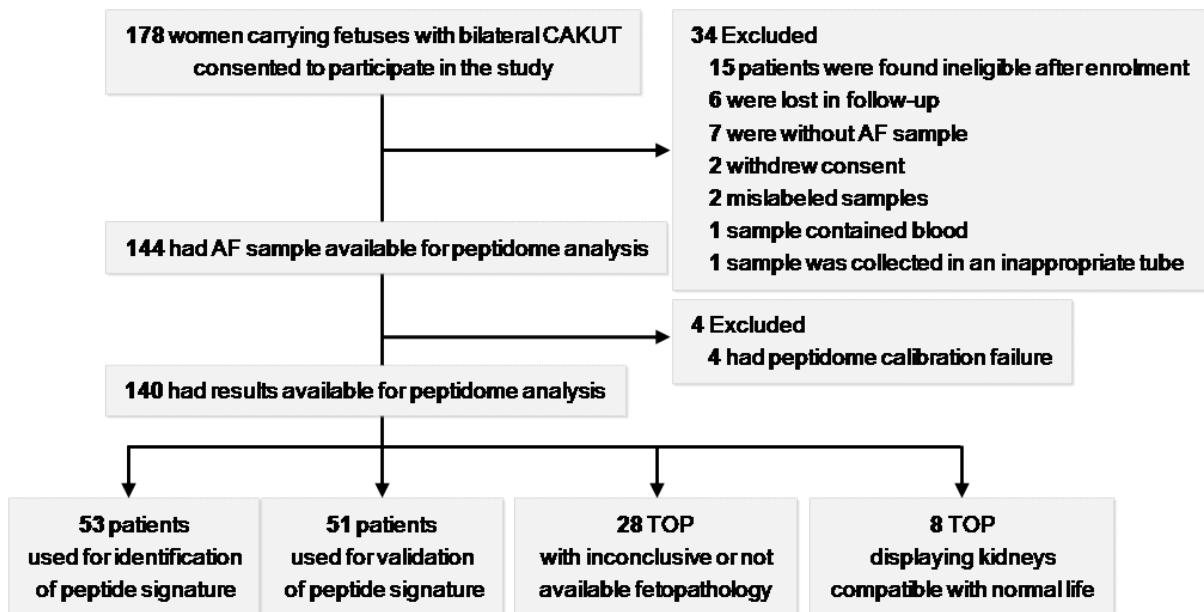 178 women carrying fetuses with bilateral CAKUT
consented to participate in the study
34 Excluded
15 patients were found ineligible after enrolment
6 were lost in follow-up
7 were without AF sample
2 withdrew consent
2 mislabeled samples
1 sample contained blood
1 sample was collected in an inappropriate tube
144 had AF sample available for peptidome analysis
4 Excluded
4 had peptidome calibration failure
140 had results available for peptidome analysis
53 patients
used for identification
of peptide signature
51 patients
used for validation
of peptide signature
28 TOP
with inconclusive or not
available fetopathology
8 TOP
displaying kidneys
compatible with normal life